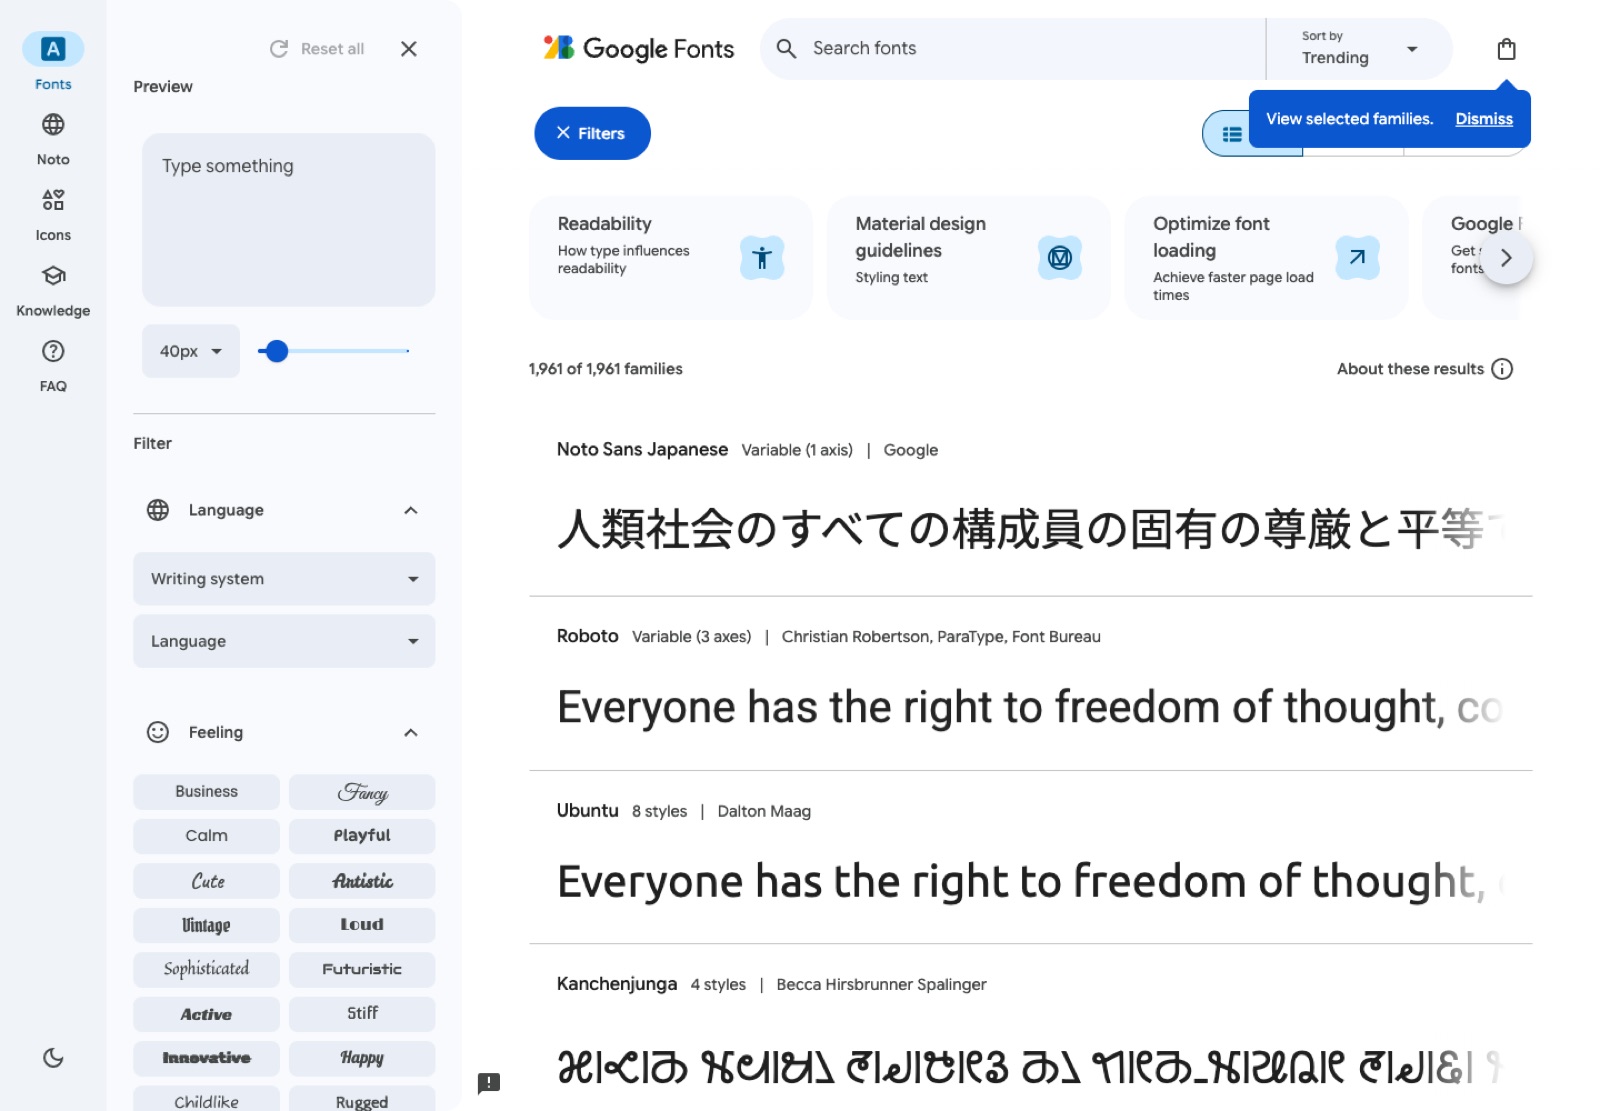 Fonts
Noto
Icons
Knowledge
FAQ
Reset all
Preview
Type something
40px
Filter
Language
Writing system
Language
Feeling
Business
Fancy
Calm
Playful
Cute
Artistic
Vintage
Loud
Sophisticated
Futuristic
Active
Stiff
Innovative
Happy
Childlike
Rugged
Google Fonts
Search fonts
Sort by
Trending
View selected families. Dismiss
Filters
Readability
How type influences
readability
Material design
guidelines
Styling text
Optimize font
loading
Achieve faster page load
times
Google
Get
fonts
1,961 of 1,961 families
About these results
Noto Sans Japanese Variable (1 axis) | Google
人類社会のすべての構成員の固有の尊厳と平等で
Roboto Variable (3 axes) | Christian Robertson, ParaType, Font Bureau
Everyone has the right to freedom of thought, co
Ubuntu 8 styles | Dalton Maag
Everyone has the right to freedom of thought,
Kanchenjunga 4 styles | Becca Hirsbrunner Spalinger